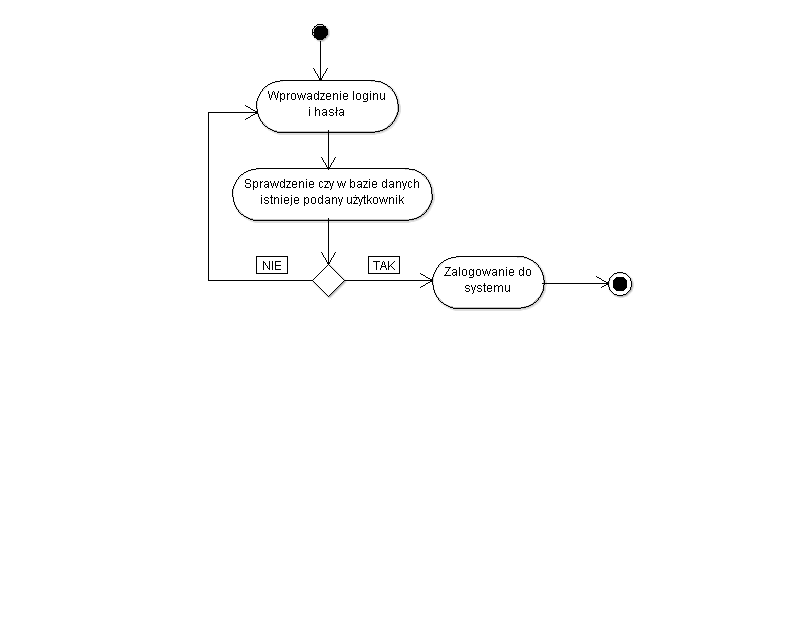 Wprowadzenie loginu
i hasła
Sprawdzenie czy w bazie danych
istnieje podany użytkownik
NIE
TAK
Zalogowanie do
systemu